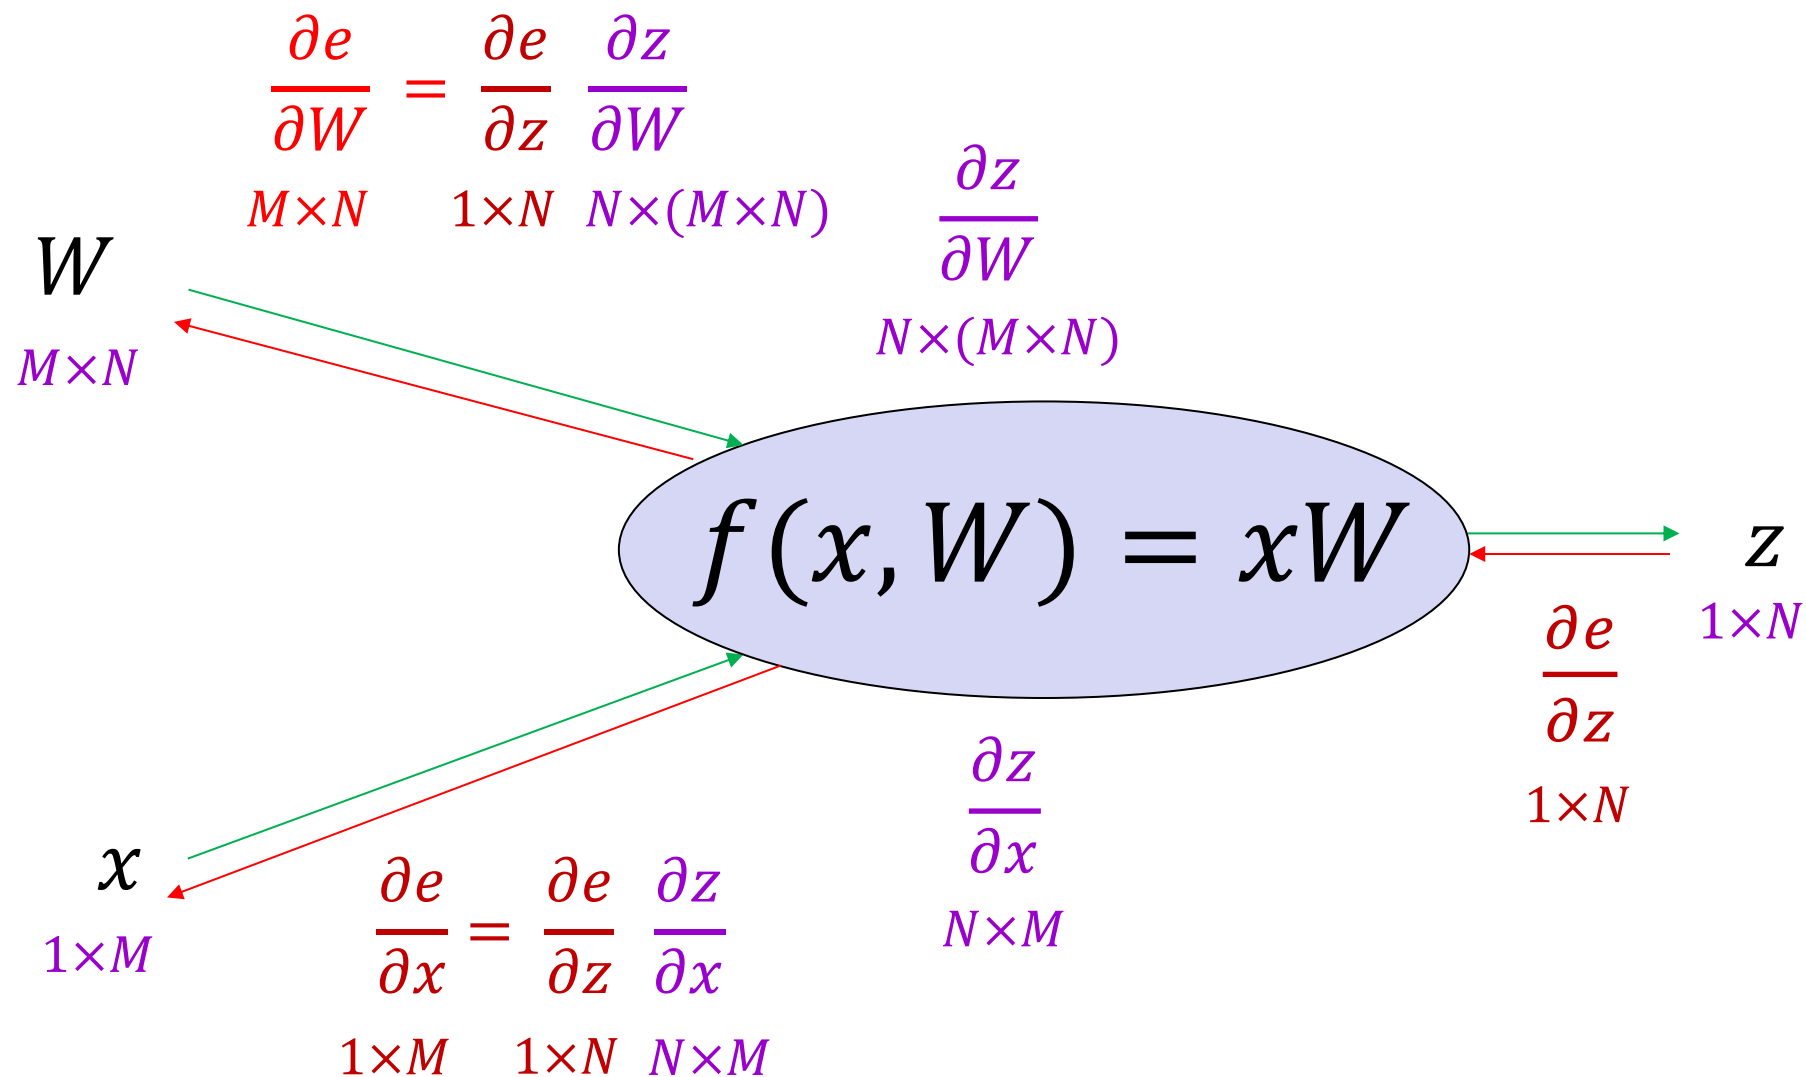 ∂e/∂W = ∂e/∂z ∂z/∂W
M×N 1×N N×(M×N)
∂z/∂W
N×(M×N)
W
M×N
f(x,W)=xW
z
1×N
∂e/∂z
1×N
∂z/∂x
N×M
x
1×M
∂e/∂x = ∂e/∂z ∂z/∂x
1×M 1×N N×M